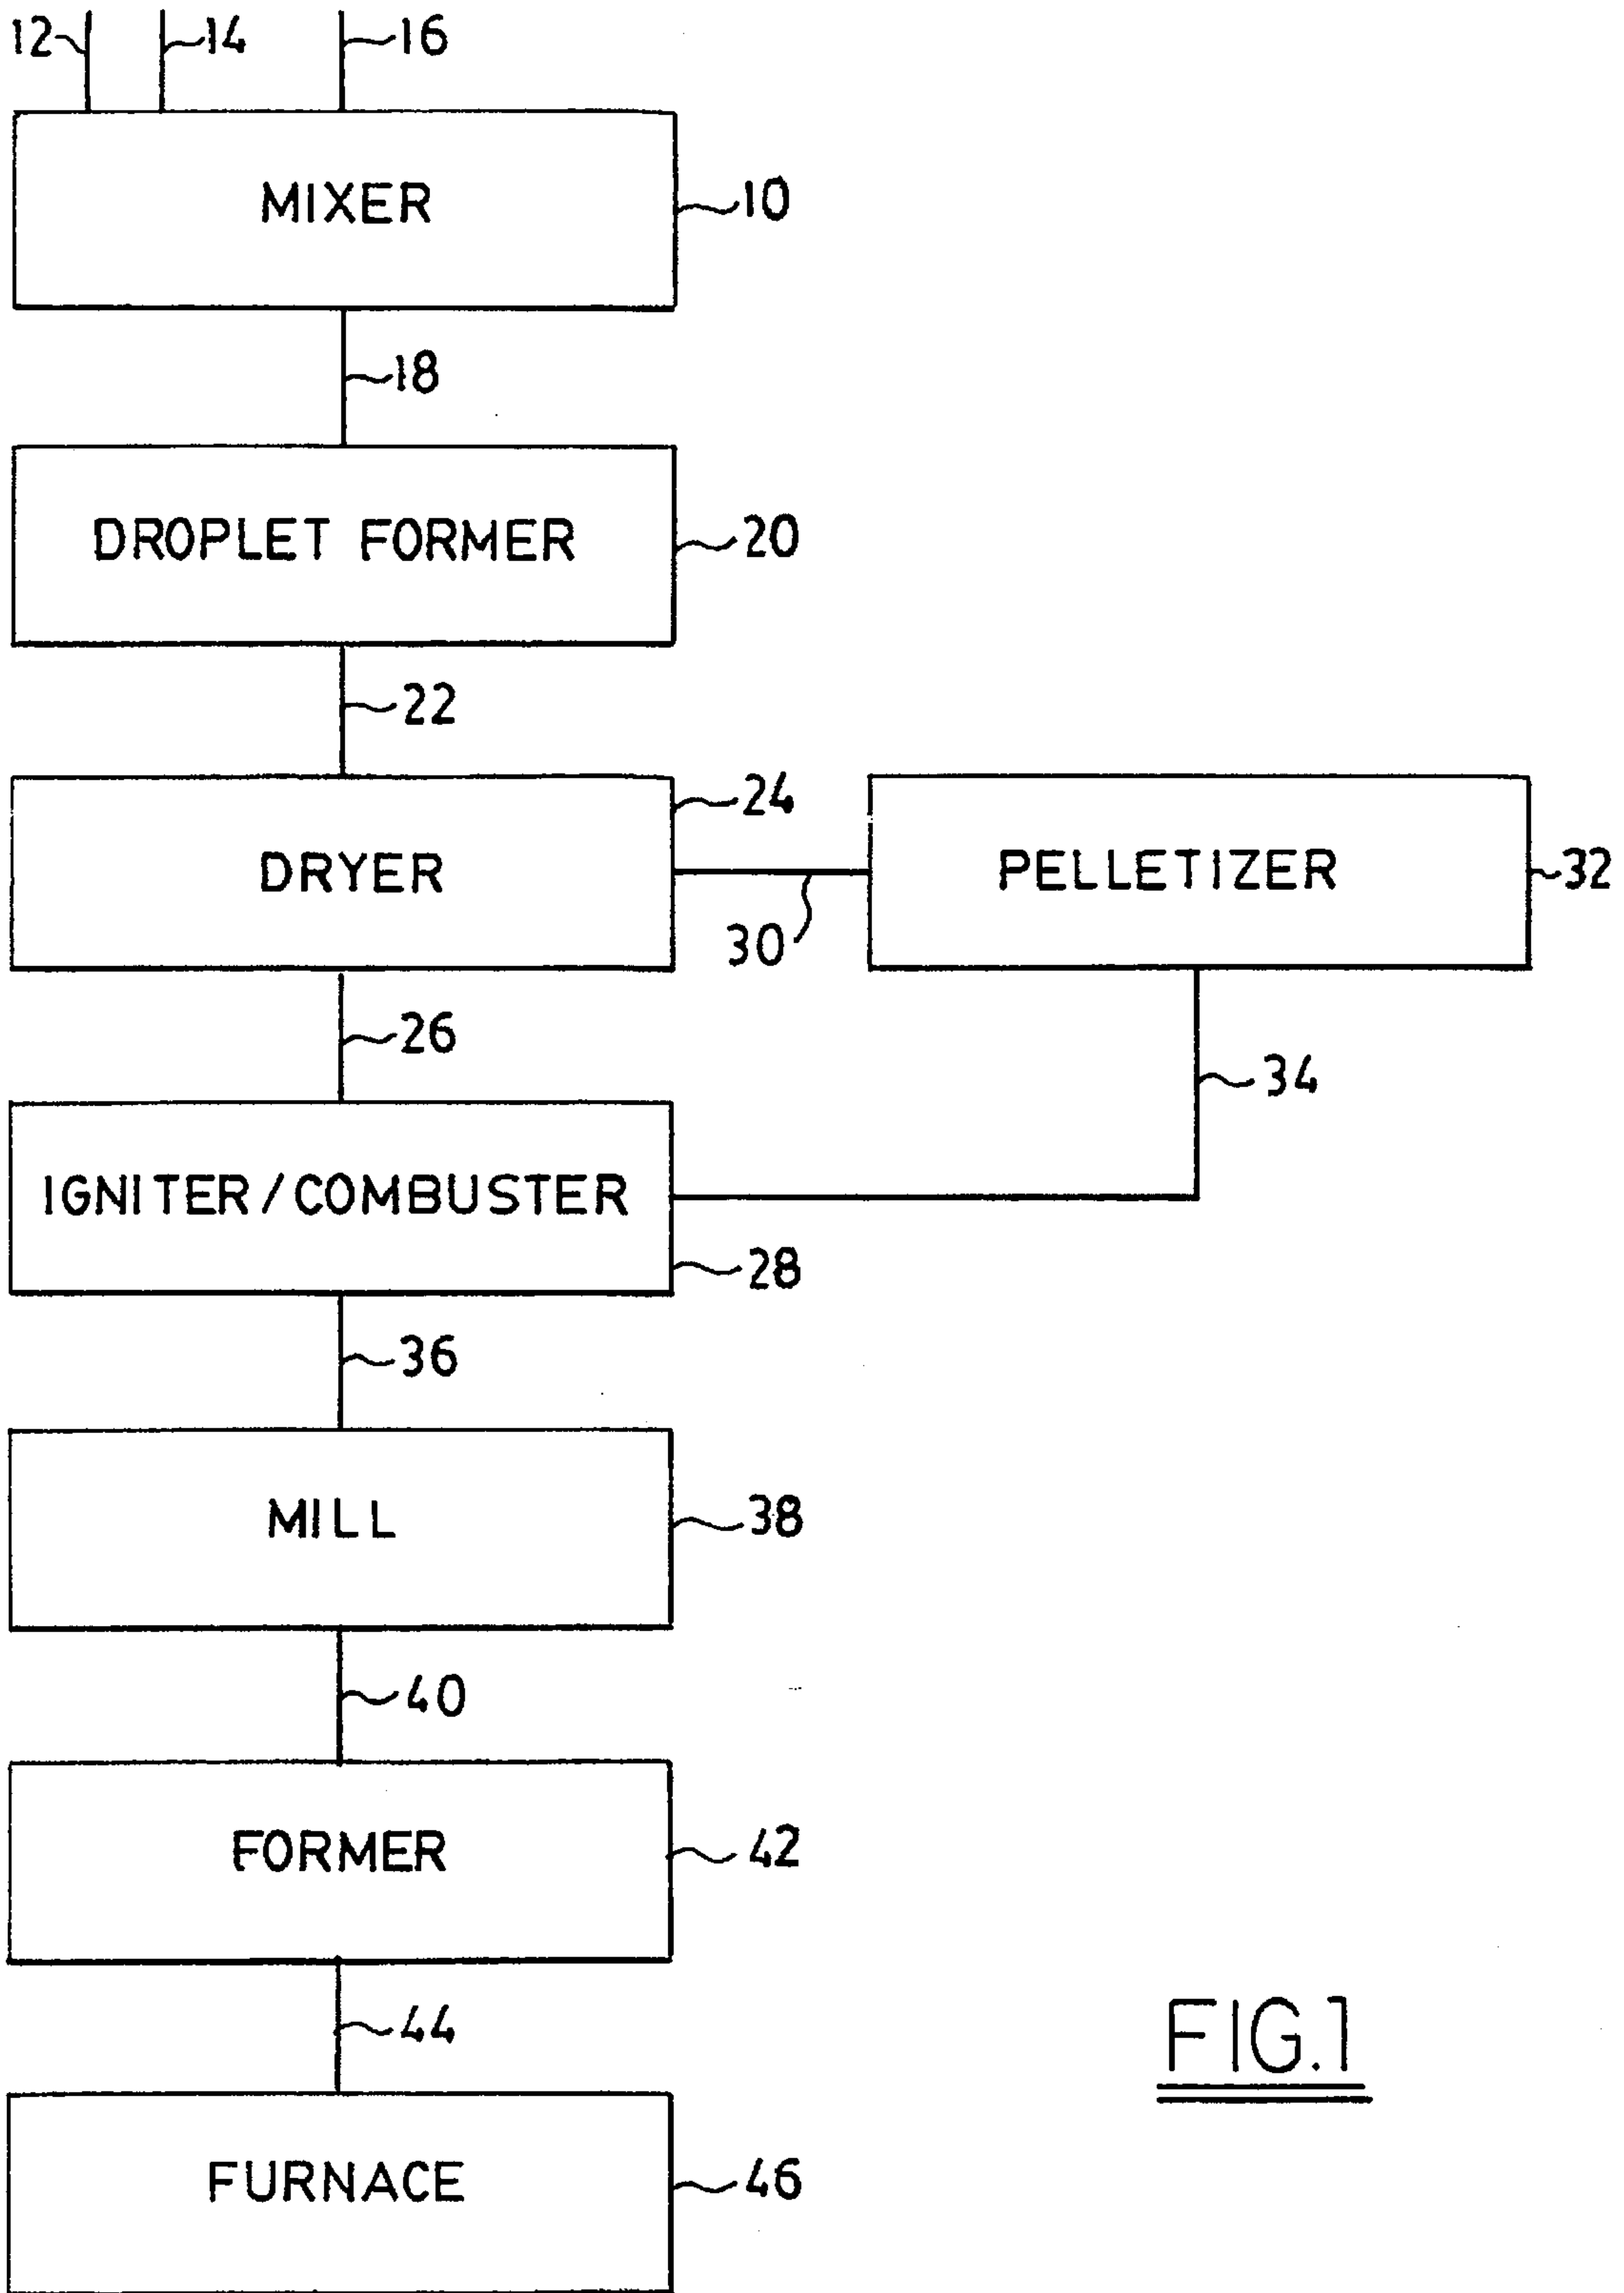 12
14
16
MIXER
10
18
DROPLET FORMER
20
22
24
DRYER
PELLETIZER
32
30
26
34
IGNITER/COMBUSTER
28
36
MILL
38
40
FORMER
42
44
FURNACE
46
FIG.1